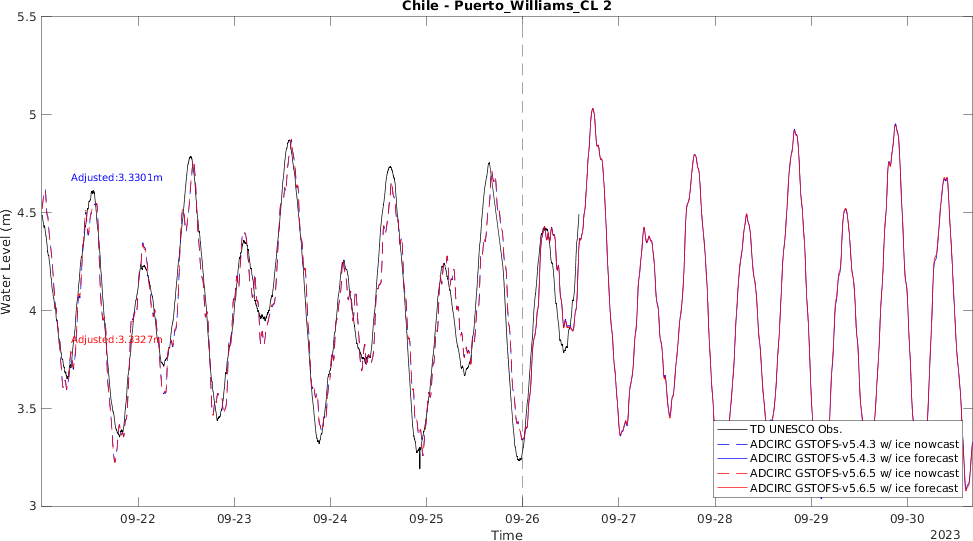 Chile - Puerto_Williams_CL 2
5.5
5
4.5
4
3.5
3
Water Level (m)
Adjusted:3.3301m
Adjusted:3.3327m
TD UNESCO Obs.
ADCIRC GSTOFS-v5.4.3 w/ ice nowcast
ADCIRC GSTOFS-v5.4.3 w/ ice forecast
ADCIRC GSTOFS-v5.6.5 w/ ice nowcast
ADCIRC GSTOFS-v5.6.5 w/ ice forecast
09-22 09-23 09-24 09-25 09-26 09-27 09-28 09-29 09-30
Time
2023